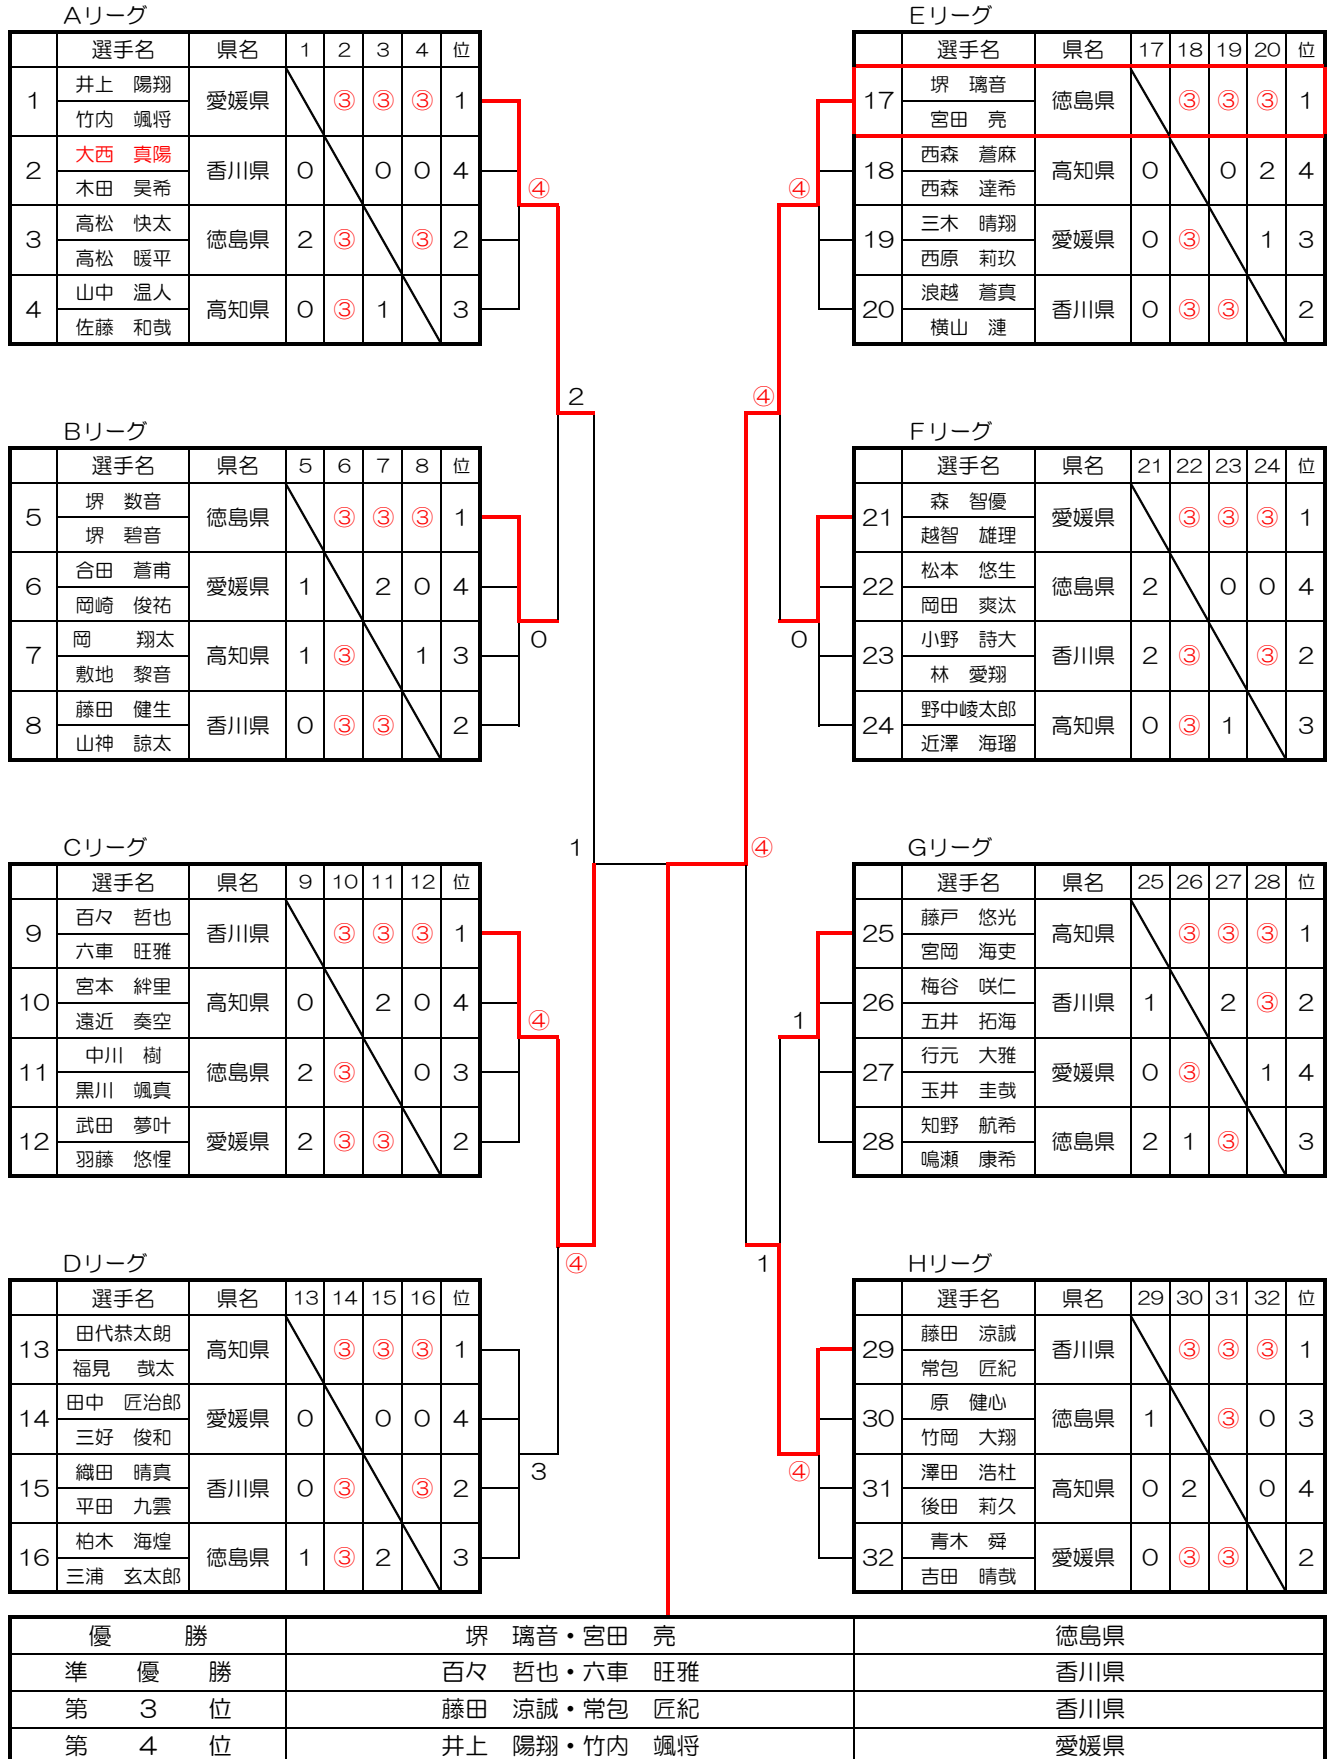 Aリーグ
選手名 県名 1 2 3 4 位
1 井上 陽翔 竹内 颯将 愛媛県 ③ ③ ③ 1
2 大西 真陽 木田 昊希 香川県 0 0 0 4
3 高松 快太 高松 暖平 徳島県 2 ③ ③ 2
4 山中 温人 佐藤 和哉 高知県 0 ③ 1 3
④
2
Bリーグ
選手名 県名 5 6 7 8 位
5 堺 数音 堺 碧音 徳島県 ③ ③ ③ 1
6 合田 蒼甫 岡崎 俊祐 愛媛県 1 2 0 4
7 岡 翔太 敷地 黎音 高知県 1 ③ 1 3
8 藤田 健生 山神 諒太 香川県 0 ③ ③ 2
0
1
Cリーグ
選手名 県名 9 10 11 12 位
9 百々 哲也 六車 旺雅 香川県 ③ ③ ③ 1
10 宮本 絆里 遠近 奏空 高知県 0 2 0 4
11 中川 樹 黒川 颯真 徳島県 2 ③ 0 3
12 武田 夢叶 羽藤 悠惺 愛媛県 2 ③ ③ 2
④
④
Dリーグ
選手名 県名 13 14 15 16 位
13 田代恭太朗 福見 哉太 高知県 ③ ③ ③ 1
14 田中 匠治郎 三好 俊和 愛媛県 0 0 0 4
15 織田 晴真 平田 九雲 香川県 0 ③ ③ 2
16 柏木 海煌 三浦 玄太郎 徳島県 1 ③ 2 3
3
Eリーグ
選手名 県名 17 18 19 20 位
17 堺 璃音 宮田 亮 徳島県 ③ ③ ③ 1
18 西森 蒼麻 西森 達希 高知県 0 0 2 4
19 三木 晴翔 西原 莉玖 愛媛県 0 ③ 1 3
20 浪越 蒼真 横山 漣 香川県 0 ③ ③ 2
④
④
Fリーグ
選手名 県名 21 22 23 24 位
21 森 智優 越智 雄理 愛媛県 ③ ③ ③ 1
22 松本 悠生 岡田 爽汰 徳島県 2 0 0 4
23 小野 詩大 林 愛翔 香川県 2 ③ ③ 2
24 野中崚太郎 近澤 海瑠 高知県 0 ③ 1 3
0
④
Gリーグ
選手名 県名 25 26 27 28 位
25 藤戸 悠光 宮岡 海吏 高知県 ③ ③ ③ 1
26 梅谷 咲仁 五井 拓海 香川県 1 2 ③ 2
27 行元 大雅 玉井 圭哉 愛媛県 0 ③ 1 4
28 知野 航希 鳴瀬 康希 徳島県 2 1 ③ 3
1
1
Hリーグ
選手名 県名 29 30 31 32 位
29 藤田 涼誠 常包 匠紀 香川県 ③ ③ ③ 1
30 原 健心 竹岡 大翔 徳島県 1 ③ 0 3
31 澤田 浩杜 後田 莉久 高知県 0 2 0 4
32 青木 舜 吉田 晴哉 愛媛県 0 ③ ③ 2
④
優 勝 堺 璃音・宮田 亮 徳島県
準 優 勝 百々 哲也・六車 旺雅 香川県
第 3 位 藤田 涼誠・常包 匠紀 香川県
第 4 位 井上 陽翔・竹内 颯将 愛媛県